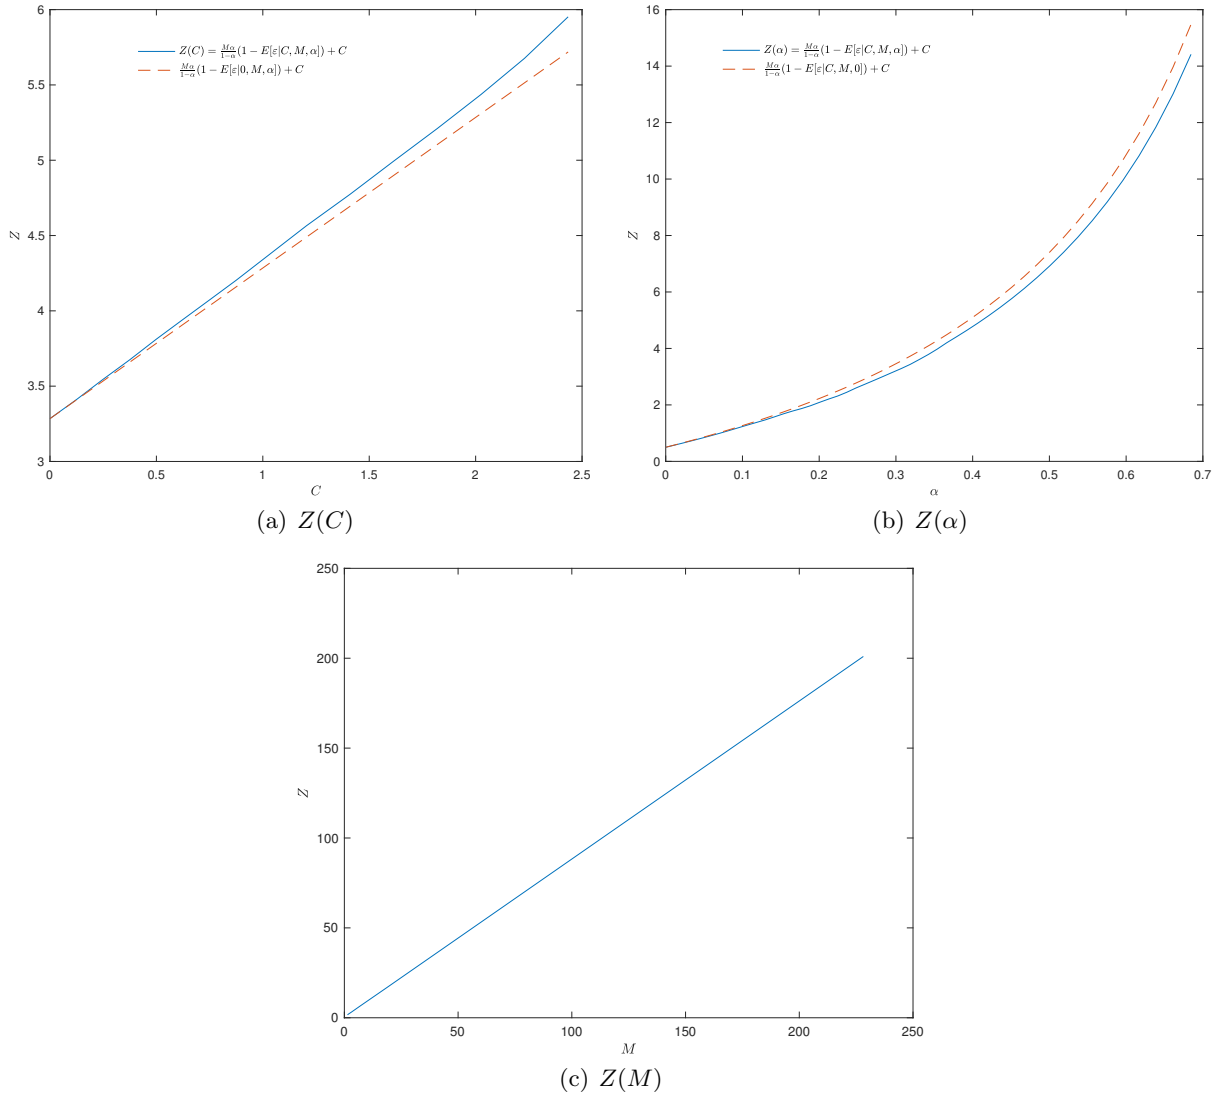 6
5.5
5
4.5
4
3.5
3
Z
Z(C) = Mα/1−α (1 − E[ε|C, M, α]) + C
Mα/1−α (1 − E[ε|0, M, α]) + C
0 0.5 1 1.5 2 2.5
C
(a) Z(C)
16
14
12
10
8
6
4
2
0
Z
Z(α) = Mα/1−α (1 − E[ε|C, M, α]) + C
Mα/1−α (1 − E[ε|C, M, 0]) + C
0 0.1 0.2 0.3 0.4 0.5 0.6 0.7
α
(b) Z(α)
250
200
150
100
50
0
Z
0 50 100 150 200 250
M
(c) Z(M)